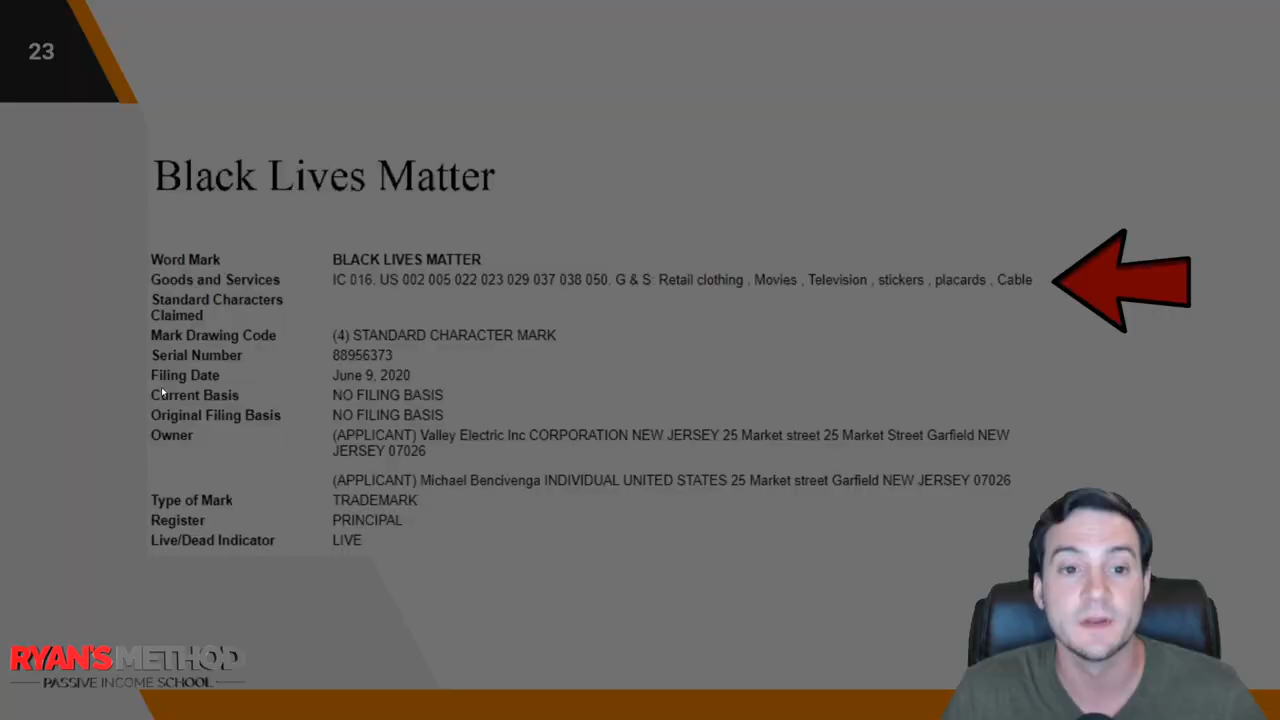 23
Black Lives Matter
Word Mark BLACK LIVES MATTER
Goods and Services IC 016. US 002 005 022 023 029 037 038 050. G & S: Retail clothing , Movies , Television , stickers , placards , Cable
Standard Characters
Claimed
Mark Drawing Code (4) STANDARD CHARACTER MARK
Serial Number 88956373
Filing Date June 9, 2020
Current Basis NO FILING BASIS
Original Filing Basis NO FILING BASIS
Owner (APPLICANT) Valley Electric Inc CORPORATION NEW JERSEY 25 Market street 25 Market Street Garfield NEW
JERSEY 07026
(APPLICANT) Michael Bencivenga INDIVIDUAL UNITED STATES 25 Market street Garfield NEW JERSEY 07026
Type of Mark TRADEMARK
Register PRINCIPAL
Live/Dead Indicator LIVE
RYAN'S METHOD
PASSIVE INCOME SCHOOL